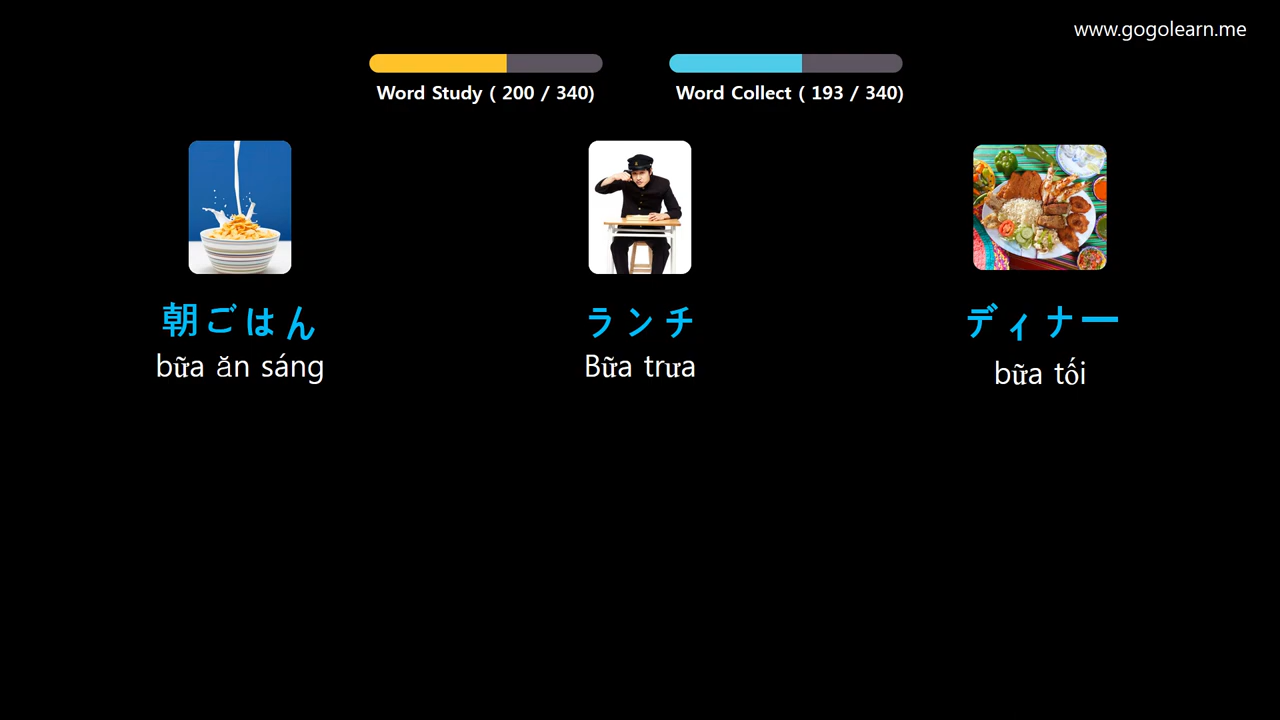 www.gogolearn.me
Word Study ( 200 / 340)
Word Collect ( 193 / 340)
朝ごはん
bữa ăn sáng
ランチ
Bữa trưa
ディナー
bữa tối